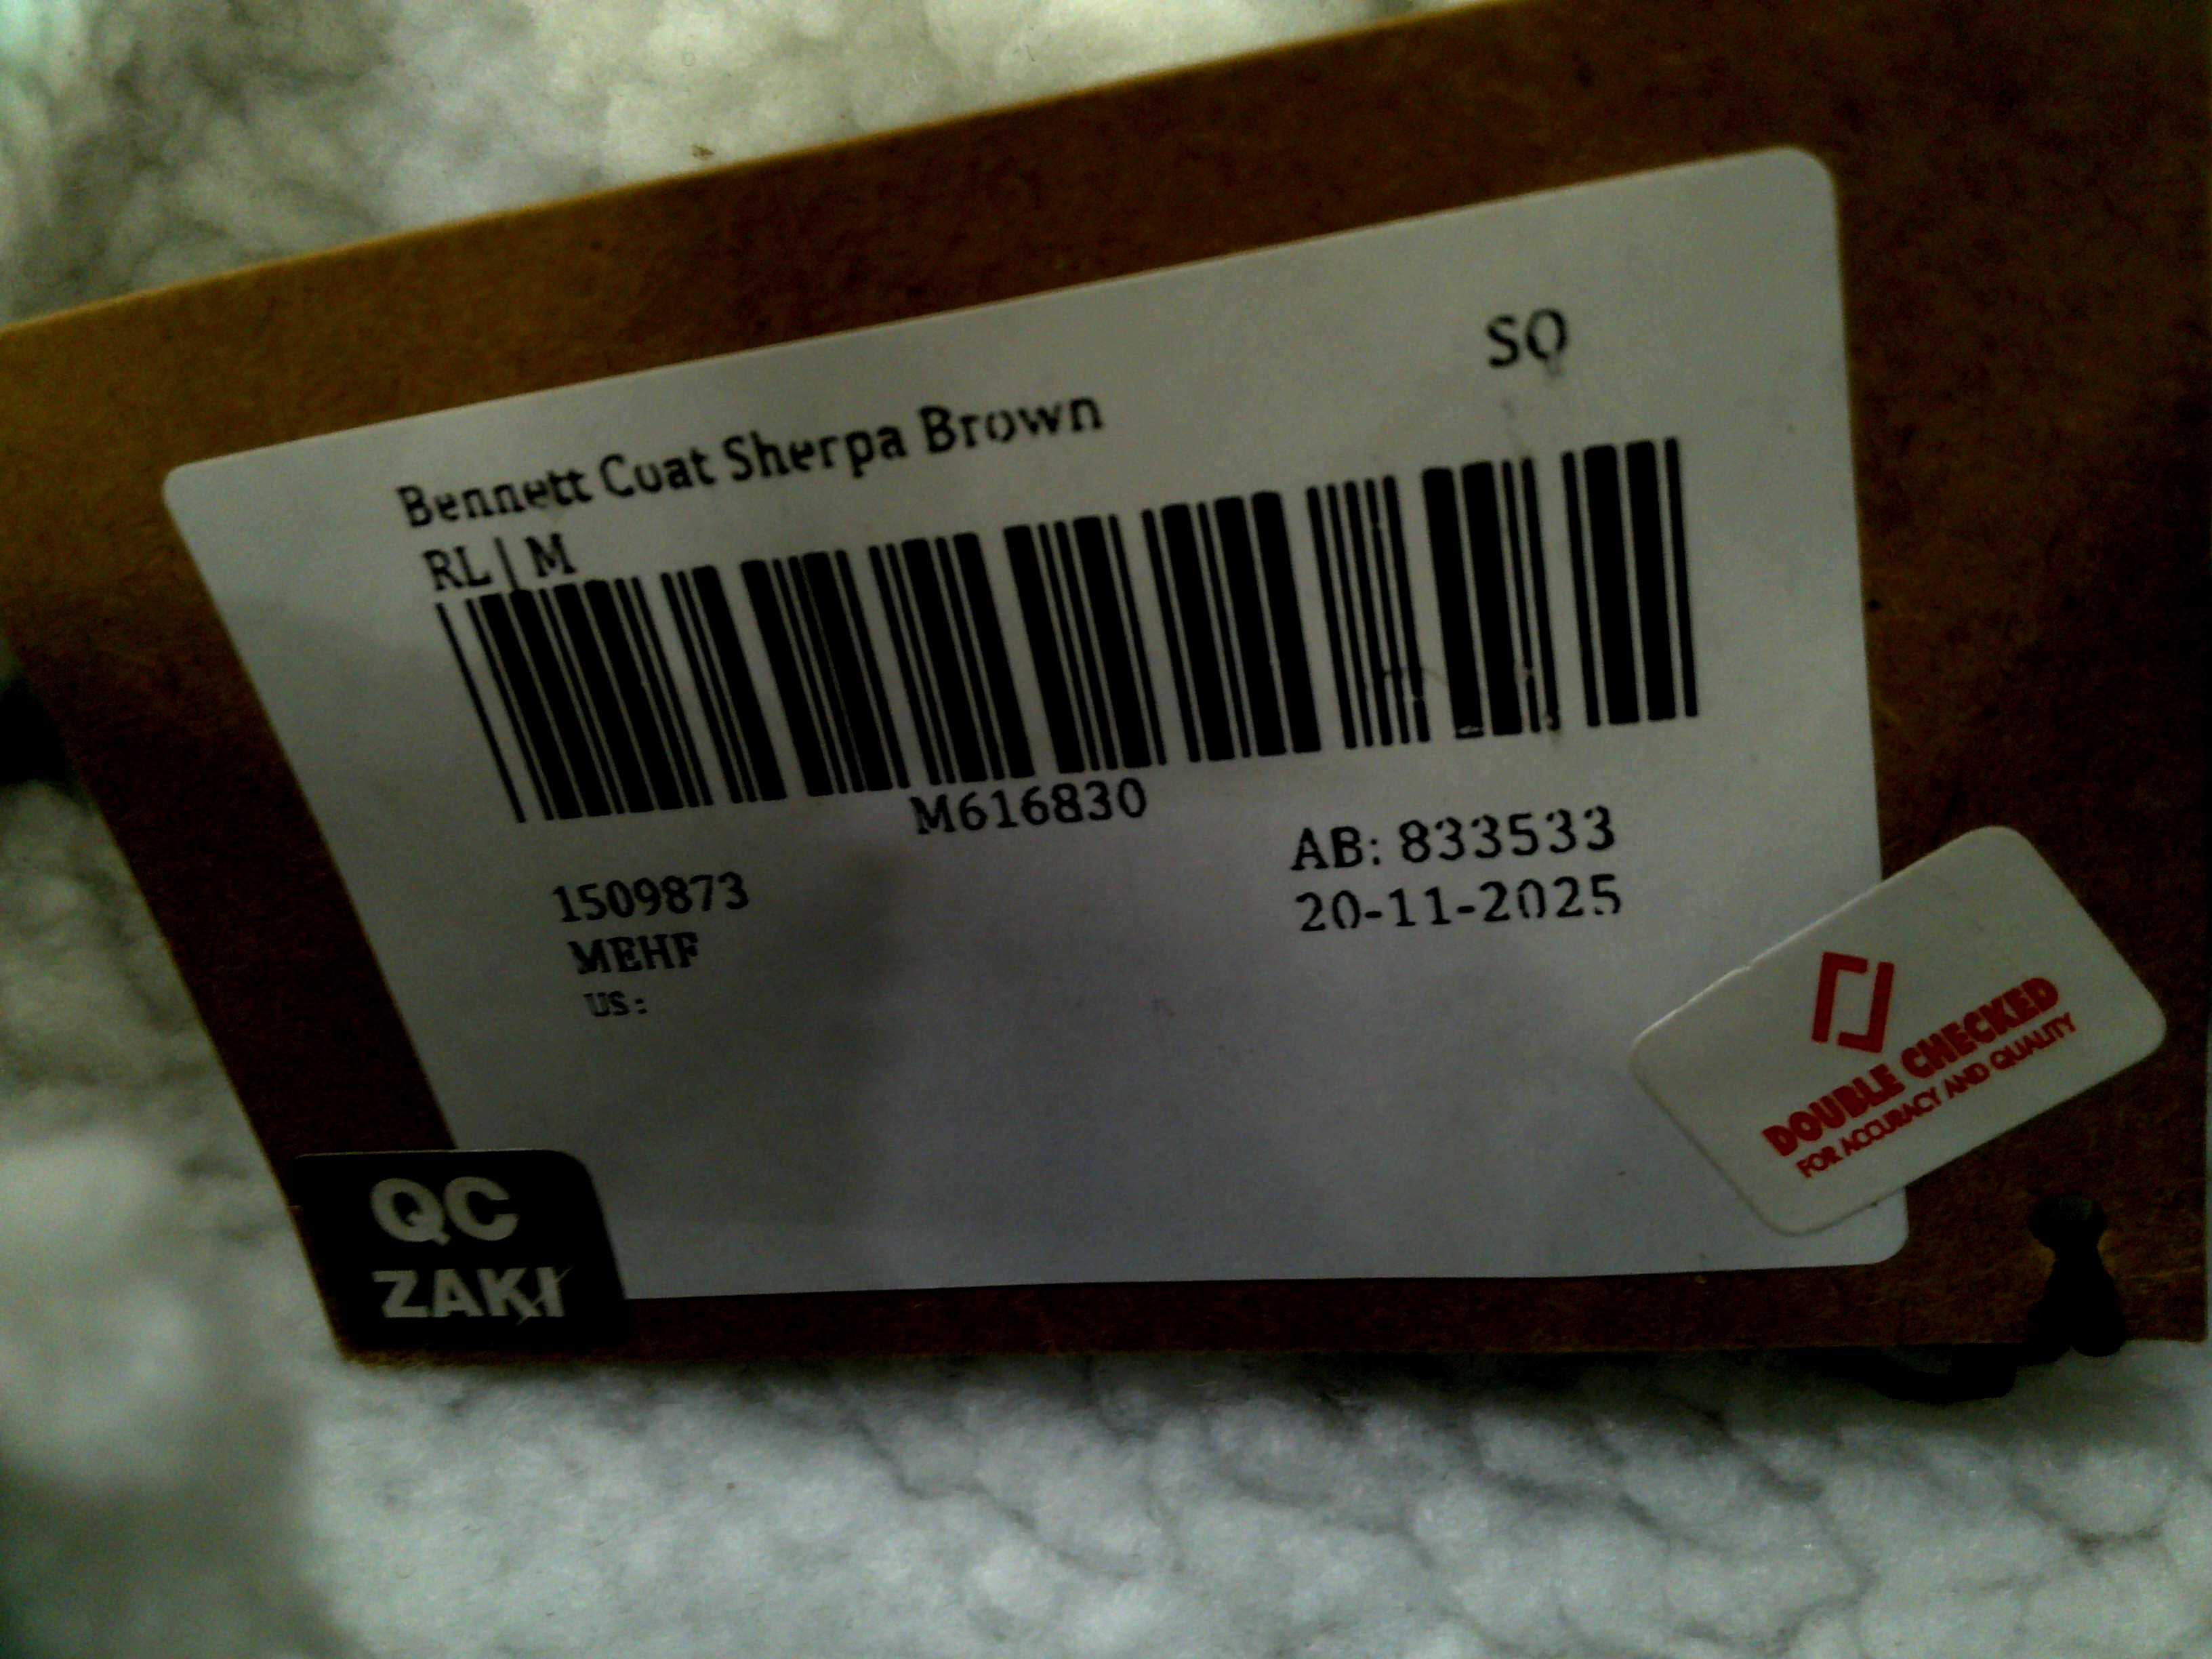 SQ
Bennett Coat Sherpa Brown
RL | M
M616830
1509873
MEHF
US:
AB: 833533
20-11-2025
DOUBLE CHECKED
FOR ACCURACY AND QUALITY
QC
ZAKI